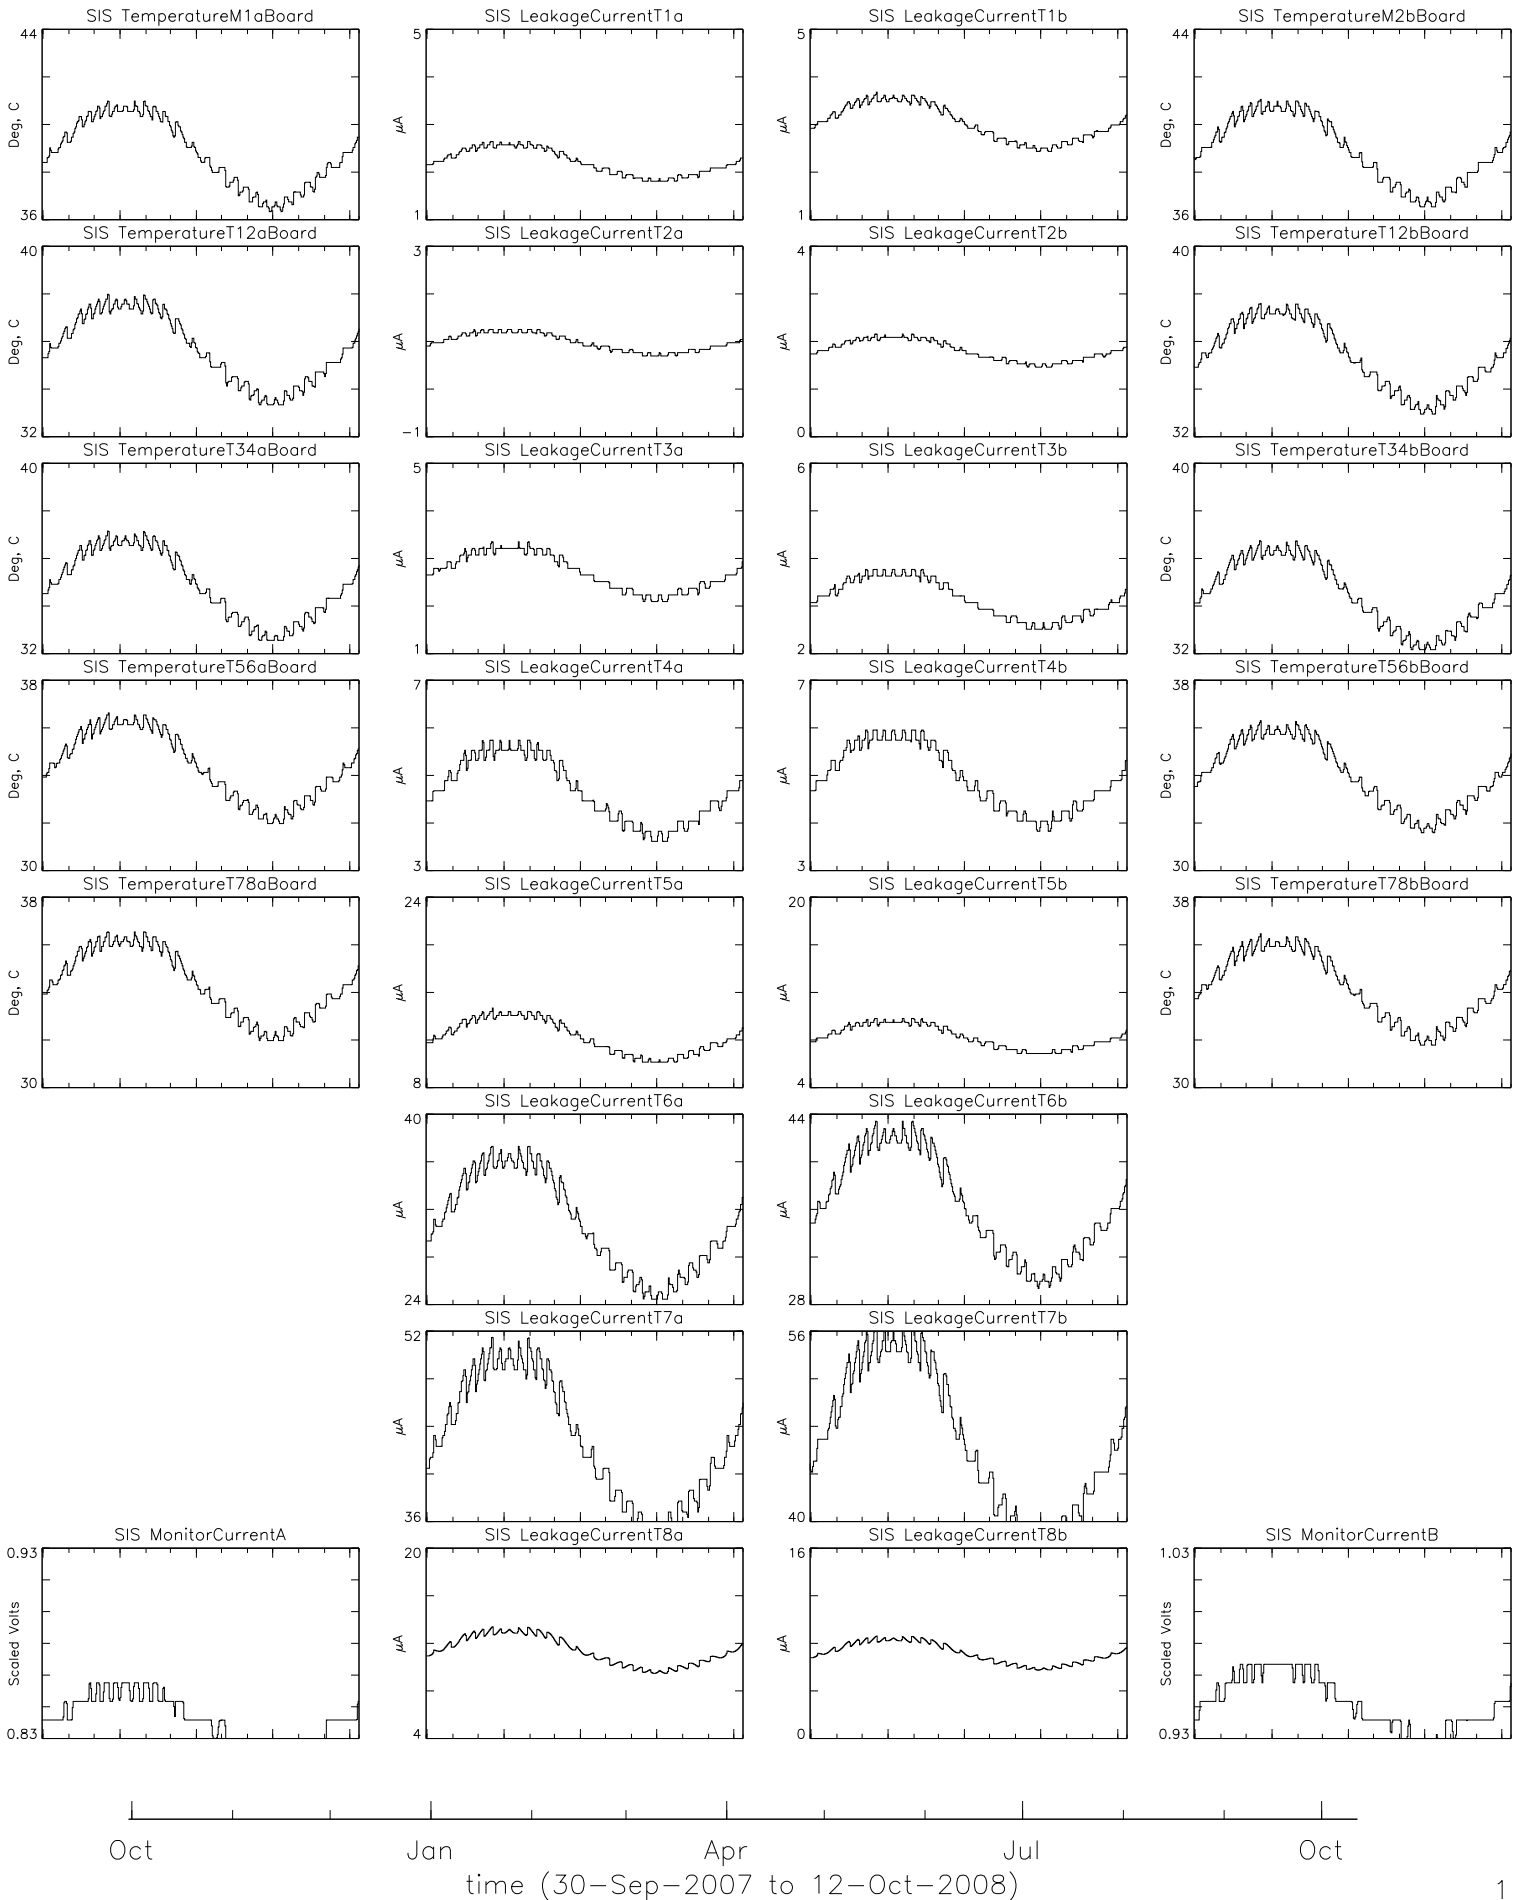 SIS TemperatureM1aBoard SIS LeakageCurrentT1a SIS LeakageCurrentT1b SIS TemperatureM2bBoard
44 5 5 44
Deg, C μA μA Deg, C
36 1 1 36
SIS TemperatureT12aBoard SIS LeakageCurrentT2a SIS LeakageCurrentT2b SIS TemperatureT12bBoard
40 3 4 40
Deg, C μA μA Deg, C
32 −1 0 32
SIS TemperatureT34aBoard SIS LeakageCurrentT3a SIS LeakageCurrentT3b SIS TemperatureT34bBoard
40 5 6 40
Deg, C μA μA Deg, C
32 1 2 32
SIS TemperatureT56aBoard SIS LeakageCurrentT4a SIS LeakageCurrentT4b SIS TemperatureT56bBoard
38 7 7 38
Deg, C μA μA Deg, C
30 3 3 30
SIS TemperatureT78aBoard SIS LeakageCurrentT5a SIS LeakageCurrentT5b SIS TemperatureT78bBoard
38 24 20 38
Deg, C μA μA Deg, C
30 8 4 30
SIS LeakageCurrentT6a SIS LeakageCurrentT6b
40 44
μA μA
24 28
SIS LeakageCurrentT7a SIS LeakageCurrentT7b
52 56
μA μA
36 40
SIS MonitorCurrentA SIS LeakageCurrentT8a SIS LeakageCurrentT8b SIS MonitorCurrentB
0.93 20 16 1.03
Scaled Volts μA μA Scaled Volts
0.83 4 0 0.93
Oct Jan Apr Jul Oct
time (30−Sep−2007 to 12−Oct−2008)
1